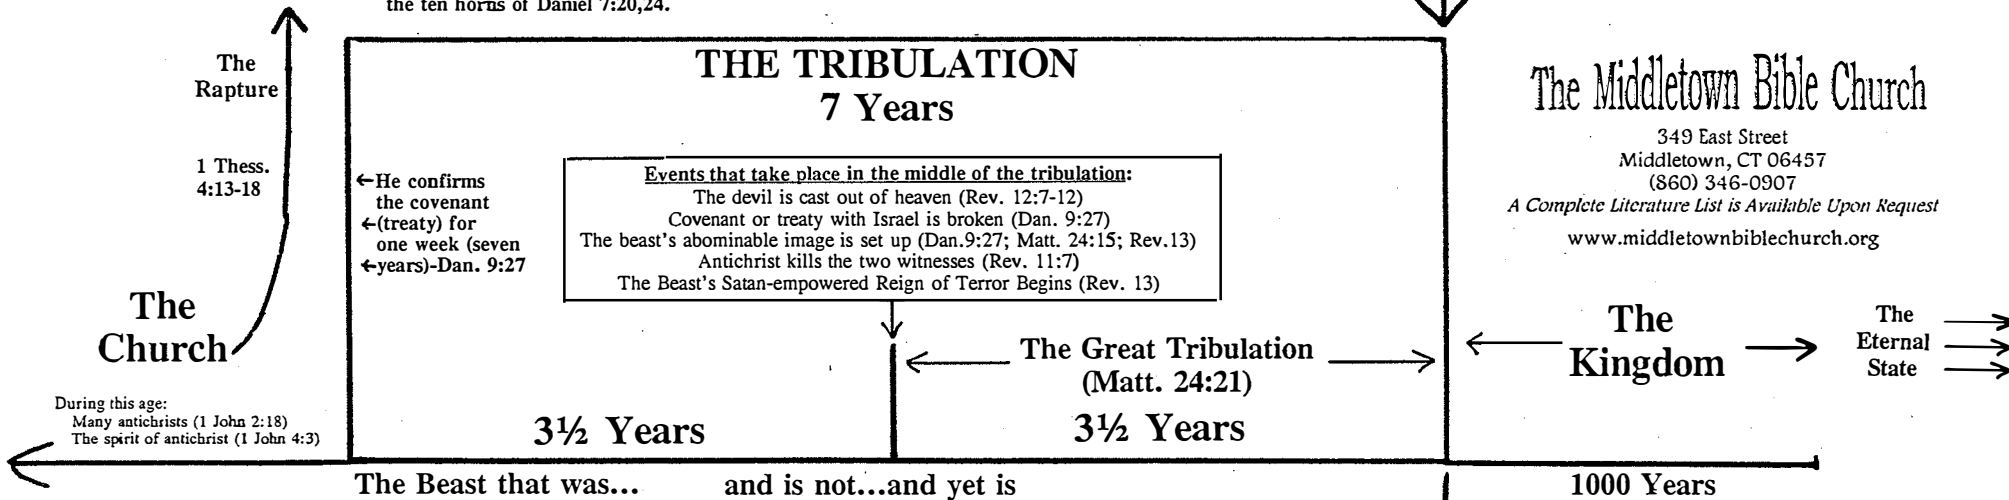 the ten horns of Daniel 7:20,24.
The
Rapture
1 Thess.
4:13-18
The
Church
During this age:
Many antichrists (1 John 2:18)
The spirit of antichrist (1 John 4:3)
THE TRIBULATION
7 Years
←He confirms
the covenant
←(treaty) for
one week (seven
←years)-Dan. 9:27
Events that take place in the middle of the tribulation:
The devil is cast out of heaven (Rev. 12:7-12)
Covenant or treaty with Israel is broken (Dan. 9:27)
The beast's abominable image is set up (Dan.9:27; Matt. 24:15; Rev.13)
Antichrist kills the two witnesses (Rev. 11:7)
The Beast's Satan-empowered Reign of Terror Begins (Rev. 13)
The Great Tribulation
(Matt. 24:21)
3½ Years
3½ Years
The Middletown Bible Church
349 East Street
Middletown, CT 06457
(860) 346-0907
A Complete Literature List is Available Upon Request
www.middletownbiblechurch.org
The
Kingdom
The
Eternal
State
The Beast that was... and is not...and yet is
1000 Years